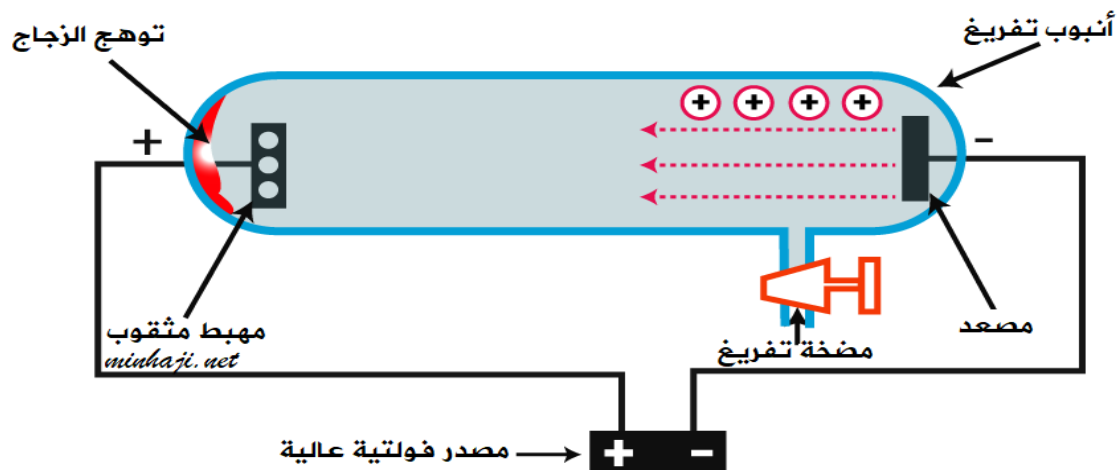 أنبوب تفريغ
توهج الزجاج
+ + + +
+
-
مهبط مثقوب
minhaji.net
مصعد
مضخة تفريغ
مصدر فولتية عالية
+ -